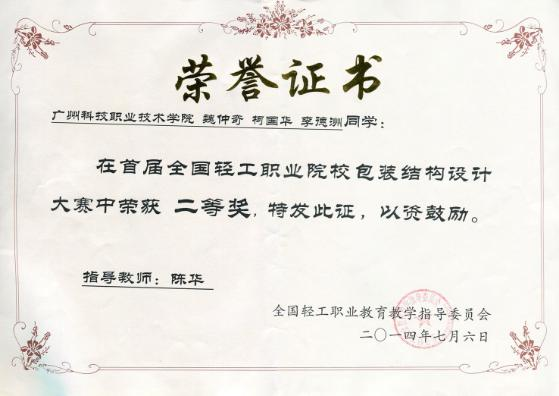 荣誉证书
广州科技职业技术学院 魏仲奇 柯国华 李德洲同学：
在首届全国轻工职业院校包装结构设计
大赛中荣获 二等奖，特发此证，以资鼓励。
指导教师：陈华
全国轻工职业教育教学指导委员会
二〇一四年七月六日